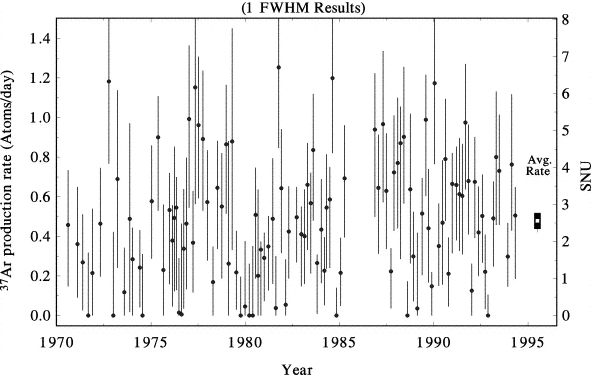 (1 FWHM Results)
³⁷Ar production rate (Atoms/day)
1.4
1.2
1.0
0.8
0.6
0.4
0.2
0.0
8
7
6
5
4
3
2
1
0
SNU
Avg.
Rate
1970 1975 1980 1985 1990 1995
Year